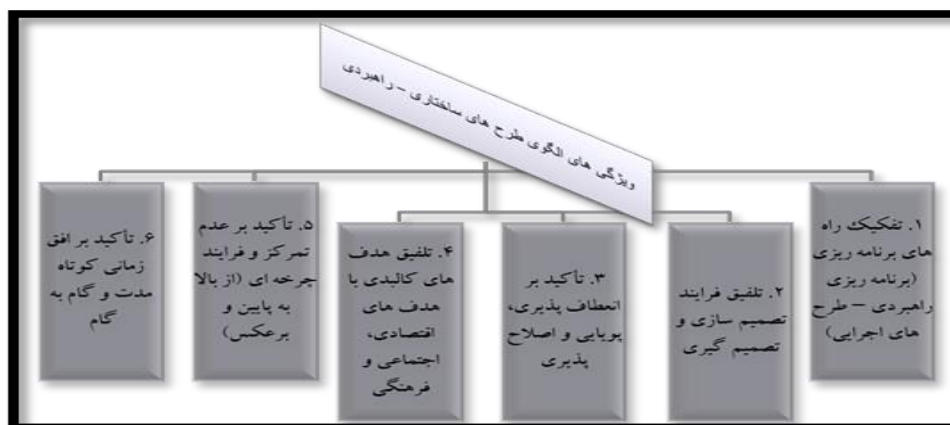 ویژگی های الگوی طرح های ساختاری – راهبردی
۱. تفکیک راه
های برنامه ریزی
(برنامه ریزی
راهبردی – طرح
های اجرایی)
۲. تلفیق فرایند
تصمیم سازی و
تصمیم گیری
۳. تأکید بر
انعطاف پذیری،
پویایی و اصلاح
پذیری
۴. تلفیق هدف
های کالبدی با
هدف های
اقتصادی،
اجتماعی و
فرهنگی
۵. تأکید بر عدم
تمرکز و فرایند
چرخه ای (از بالا
به پایین و
برعکس)
۶. تأکید بر افق
زمانی کوتاه
مدت و گام به
گام